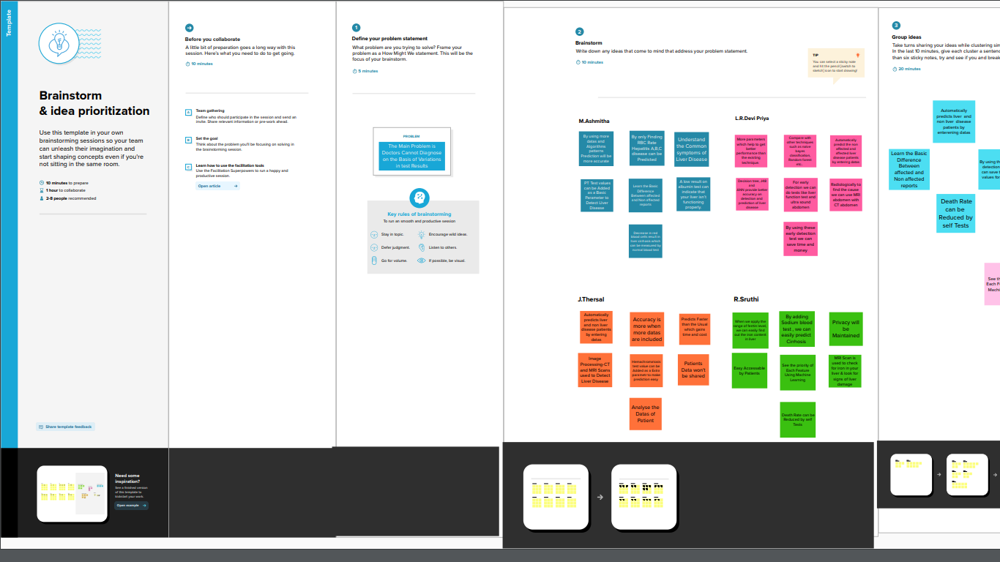 Template
Brainstorm
& idea prioritization
Use this template in your own
brainstorming sessions so your team
can unleash their imagination and
start shaping concepts even if you're
not sitting in the same room.
10 minutes to prepare
1 hour to collaborate
2-8 people recommended
Share template feedback
Need some
inspiration?
See a finished version
of this template to
kickstart your work.
Open example
Before you collaborate
A little bit of preparation goes a long way with this
session. Here's what you need to do to get going.
10 minutes
A
Team gathering
Define who should participate in the session and send an
invite. Share relevant information or pre-work ahead.
B
Set the goal
Think about the problem you'll be focusing on solving in
the brainstorming session.
C
Learn how to use the facilitation tools
Use the Facilitation Superpowers to run a happy and
productive session.
Open article
1
Define your problem statement
What problem are you trying to solve? Frame your
problem as a How Might We statement. This will be the
focus of your brainstorm.
5 minutes
PROBLEM
The Main Problem is
Doctors Cannot Diagnose
on the Basis of Variations
in test Results
Key rules of brainstorming
To run an smooth and productive session
Stay in topic.
Encourage wild ideas.
Defer judgment.
Listen to others.
Go for volume.
If possible, be visual.
2
Brainstorm
Write down any ideas that come to mind that address your problem statement.
10 minutes
TIP
You can select a sticky note
and hit the pencil [switch to
sketch] icon to start drawing!
M.Ashmitha
By using more
datas and
Algorithms
patterns
Prediction will be
more accurate
By only Finding
RBC Rate
Hepatitis A,B,C
disease can be
Predicted
Understand
the Common
symptoms of
Liver Disease
PT Test values
can be Added
as a Basic
Parameter to
Detect Liver
Disease
Learn the Basic
Difference
Between affected
and Non affected
reports
A low result on
albumin test can
indicate that
your liver isn't
functioning
properly.
Decrease in red
blood cells result in
liver cirrhosis which
can be measured by
normal blood test
L.R.Devi Priya
More parameters
which help to get
better
performance than
the existing
technique.
Compare with
other techniques
such as naive
bayes
classification,
Random forest
etc..
Automatically
predict the non
affected and
affected liver
disease patients
by entering datas
Decision tree, J48
and
ANN provide better
accuracy on
detection and
prediction of liver
disease
For early
detection we can
do tests like liver
function test and
ultra sound
abdobmen
Radiologically to
find the cause
we can use MRI
abdomen with
CT abdomen
By using these
early detection
test we can
save time and
money
J.Thersal
Automatically
predicts liver
and non liver
disease patients
by entering
datas
Accuracy is
more when
more datas
are included
Predicts Faster
than the Usual
which gains
time and cost
Image
Processing-CT
and MRI Scans
used to Detect
Liver Disease
Hemochromatosis
test value can be
Added as a Extra
parametr to make
prediction easy
Patients
Data won't
be shared
Analyse the
Datas of
Patient
R.Sruthi
When we apply the
range of ferritin level,
we can easily find
out the iron content
in liver
By adding
Sodium blood
test , we can
easily predict
Cirrhosis
Privacy will
be
Maintained
Easy Accessable
by Patients
See the priority of
Each Feature
Using Machine
Learning
MRI Scan is
used to check
for iron in your
liver & look for
signs of liver
damage
Death Rate can be
Reduced by self
Tests
3
Group ideas
Take turns sharing your ideas while clustering sim
In the last 10 minutes, give each cluster a sentenc
than six sticky notes, try and see if you and break
20 minutes
Automatically
predicts liver and
non liver disease
patients by
enterening datas
Learn the Basic
Difference
Between
affected and
Non affected
reports
By using th
detection
can save t
values for
Death Rate
can be
Reduced by
self Tests
See th
Each F
Machi